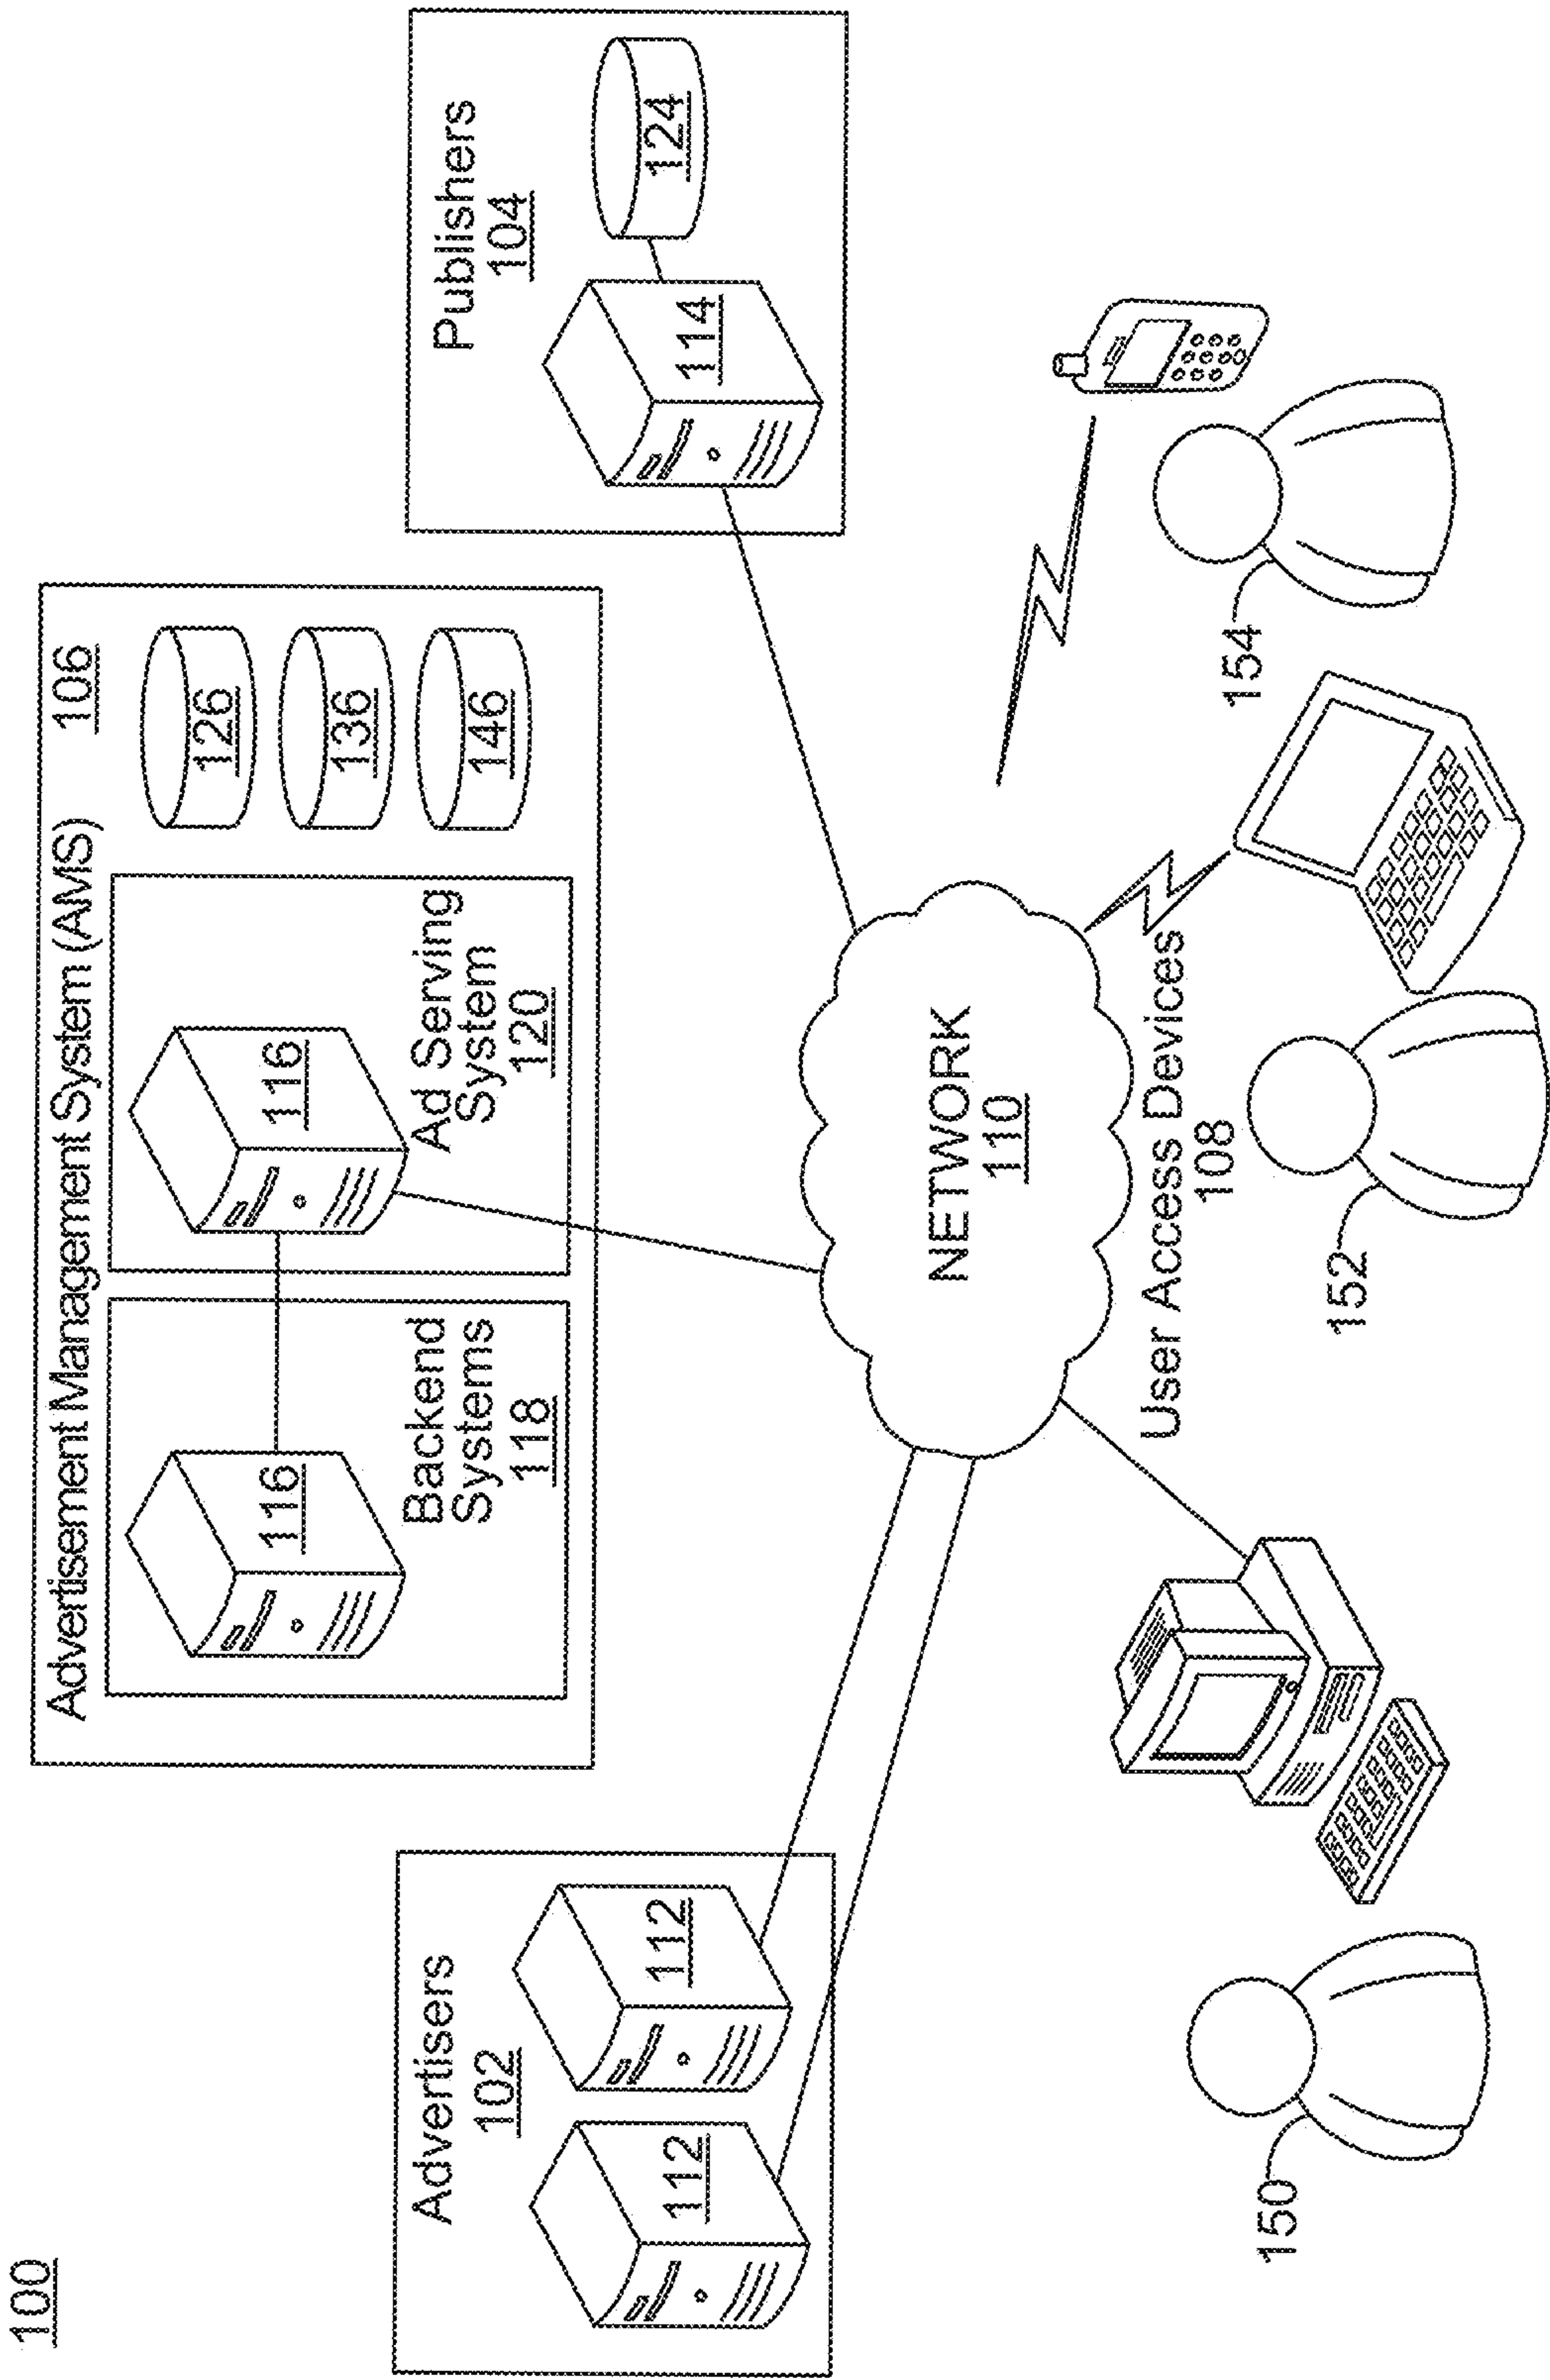 100
Advertisement Management System (AMS)
106
116
Backend
Systems
118
116
Ad Serving
System
120
126
136
146
Advertisers
102
112
112
Publishers
104
114
124
NETWORK
110
User Access Devices
108
150
152
154